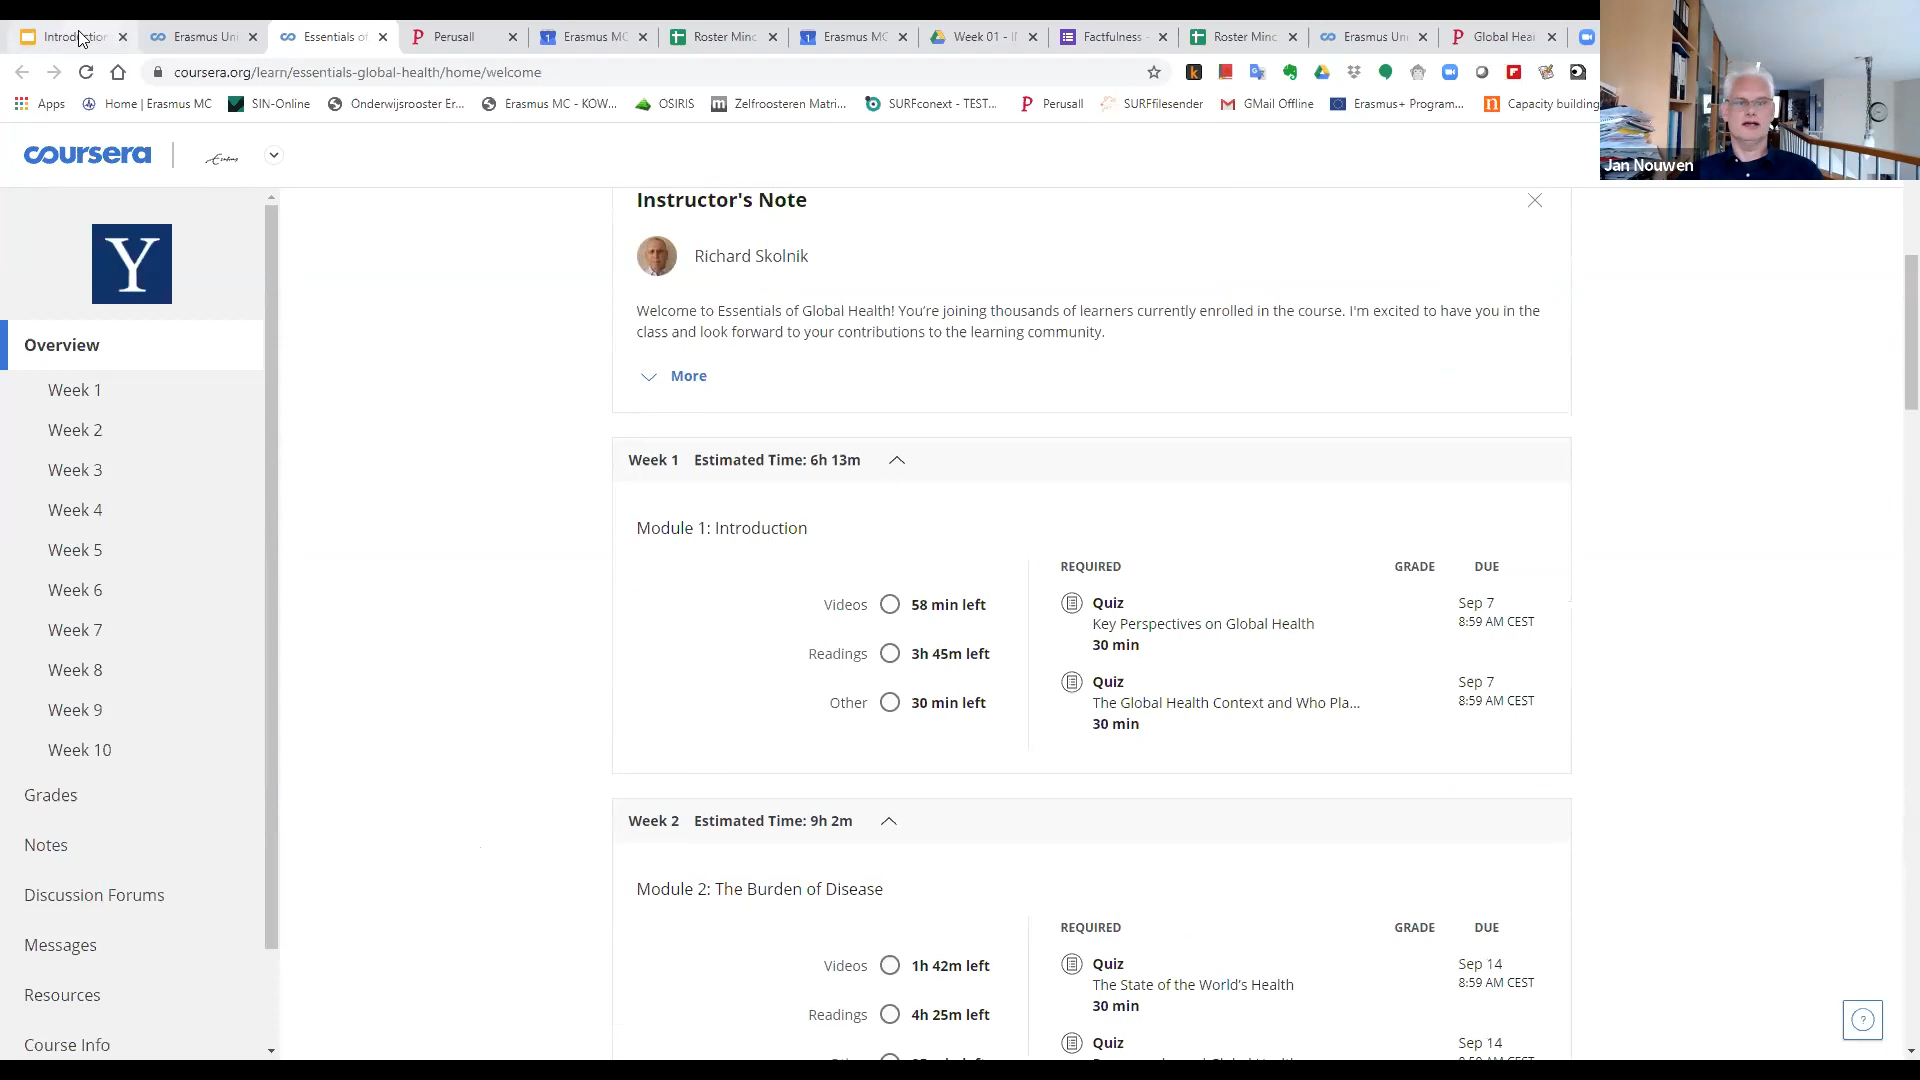 Introduction
Erasmus Uni
Essentials of
Perusall
Erasmus MC
Roster Minc
Erasmus MC
Week 01 - I
Factfulness -
Roster Minc
Erasmus Uni
Global Heal
coursera.org/learn/essentials-global-health/home/welcome
Apps
Home | Erasmus MC
SIN-Online
Onderwijsrooster Er...
Erasmus MC - KOW...
OSIRIS
Zelfroosteren Matri...
SURFconext - TEST...
Perusall
SURFfilesender
GMail Offline
Erasmus+ Program...
Capacity building
Jan Nouwen
coursera
Erasmus
Y
Overview
Week 1
Week 2
Week 3
Week 4
Week 5
Week 6
Week 7
Week 8
Week 9
Week 10
Grades
Notes
Discussion Forums
Messages
Resources
Course Info
Instructor's Note
Richard Skolnik
Welcome to Essentials of Global Health! You’re joining thousands of learners currently enrolled in the course. I'm excited to have you in the
class and look forward to your contributions to the learning community.
More
Week 1 Estimated Time: 6h 13m
Module 1: Introduction
Videos 58 min left
Readings 3h 45m left
Other 30 min left
REQUIRED GRADE DUE
Quiz Sep 7
Key Perspectives on Global Health 8:59 AM CEST
30 min
Quiz Sep 7
The Global Health Context and Who Pla... 8:59 AM CEST
30 min
Week 2 Estimated Time: 9h 2m
Module 2: The Burden of Disease
Videos 1h 42m left
Readings 4h 25m left
REQUIRED GRADE DUE
Quiz Sep 14
The State of the World’s Health 8:59 AM CEST
30 min
Quiz Sep 14